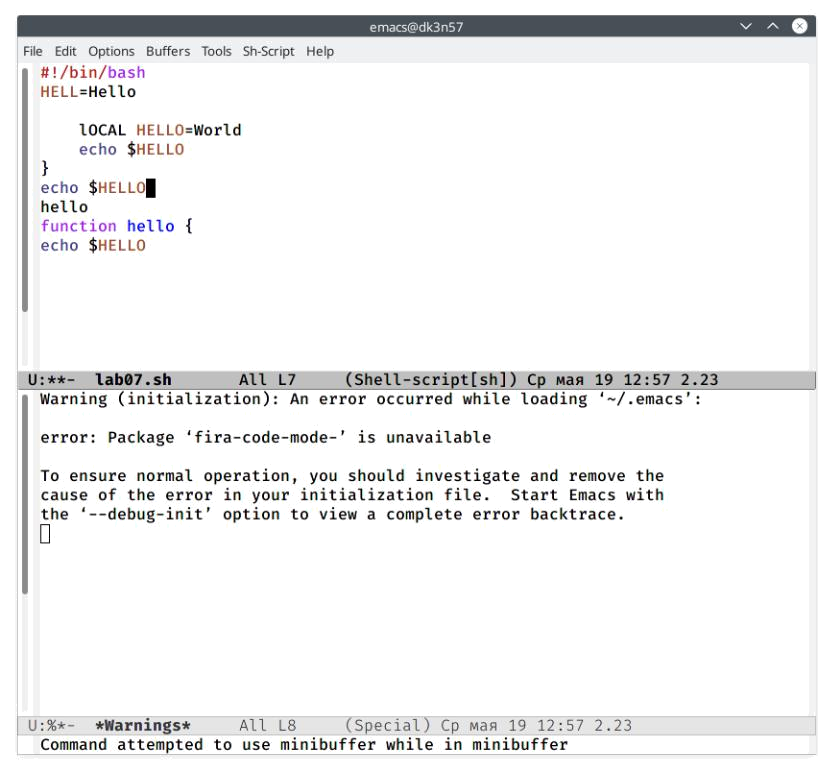 emacs@dk3n57
File Edit Options Buffers Tools Sh-Script Help
#!/bin/bash
HELL=Hello
lOCAL HELLO=World
echo $HELLO
}
echo $HELLO
hello
function hello {
echo $HELLO
U:**- lab07.sh All L7 (Shell-script[sh]) Ср мая 19 12:57 2.23
Warning (initialization): An error occurred while loading ‘~/.emacs’:
error: Package ‘fira-code-mode-’ is unavailable
To ensure normal operation, you should investigate and remove the
cause of the error in your initialization file.  Start Emacs with
the ‘--debug-init’ option to view a complete error backtrace.
U:%*- *Warnings* All L8 (Special) Ср мая 19 12:57 2.23
Command attempted to use minibuffer while in minibuffer